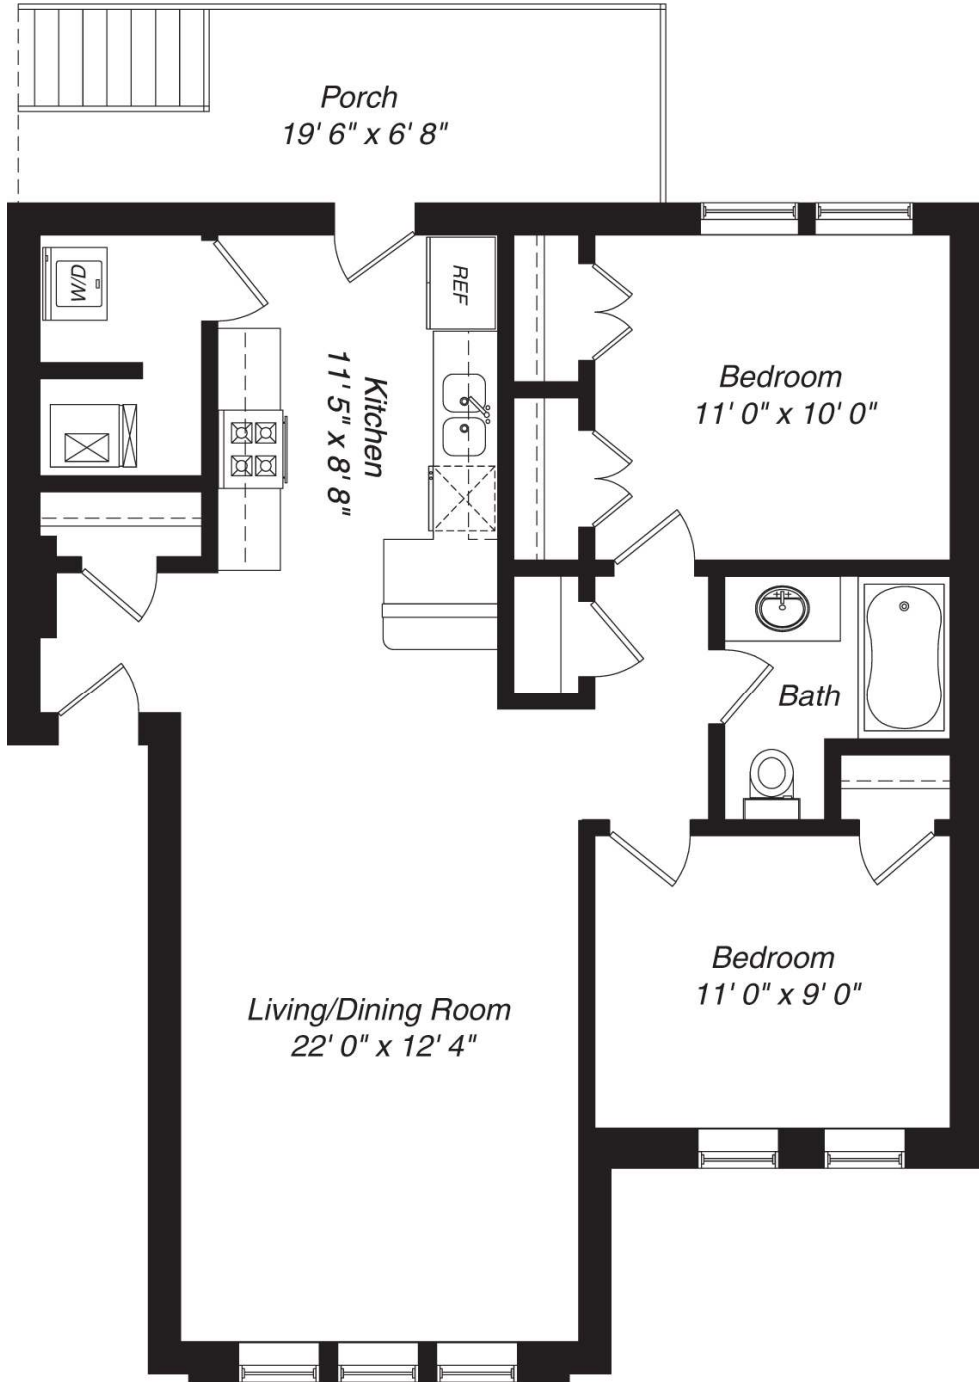 Porch
19' 6" x 6' 8"
W/D
REF
Kitchen
11' 5" x 8' 8"
Bedroom
11' 0" x 10' 0"
Bath
Bedroom
11' 0" x 9' 0"
Living/Dining Room
22' 0" x 12' 4"